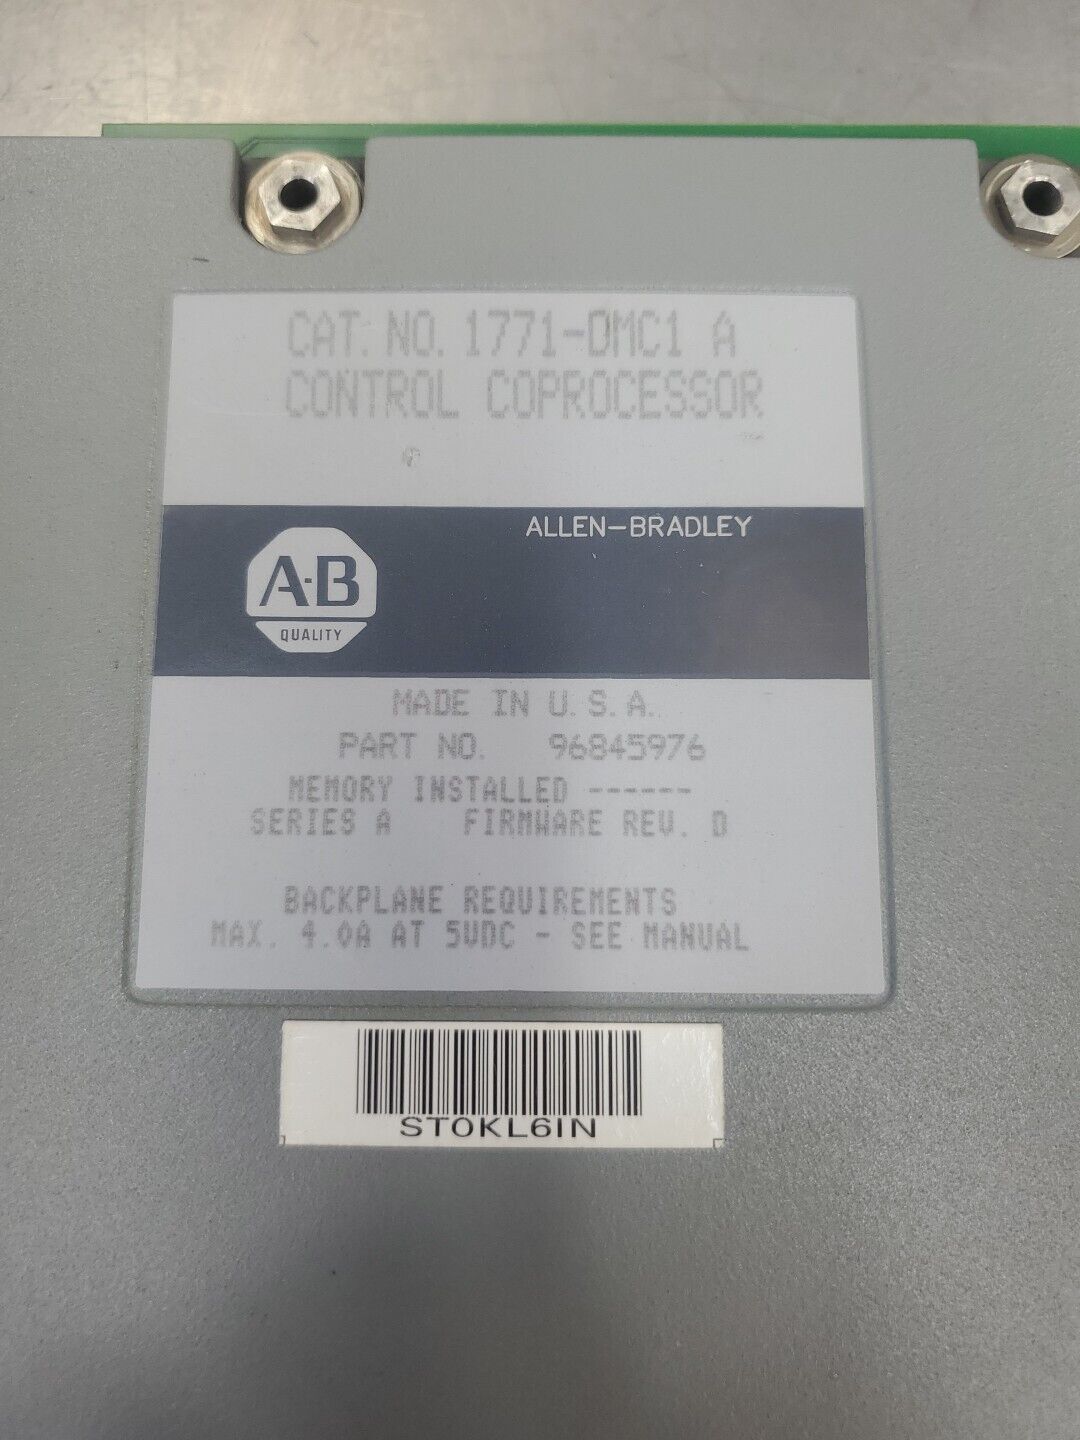 CAT. NO. 1771-DMC1 A
CONTROL COPROCESSOR
ALLEN-BRADLEY
A-B
QUALITY
MADE IN U.S.A.
PART NO. 96845976
MEMORY INSTALLED ------
SERIES A FIRMWARE REV. D
BACKPLANE REQUIREMENTS
MAX. 4.0A AT 5VDC - SEE MANUAL
ST0KL6IN